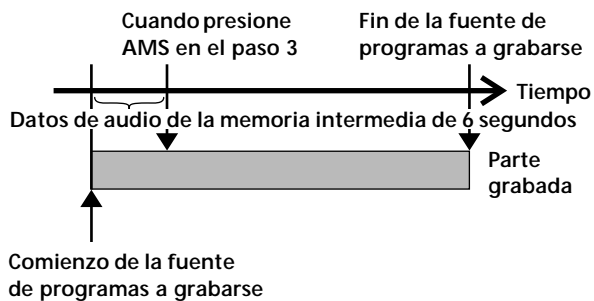 Cuando presione
AMS en el paso 3
Fin de la fuente de
programas a grabarse
Tiempo
Datos de audio de la memoria intermedia de 6 segundos
Parte
grabada
Comienzo de la fuente
de programas a grabarse